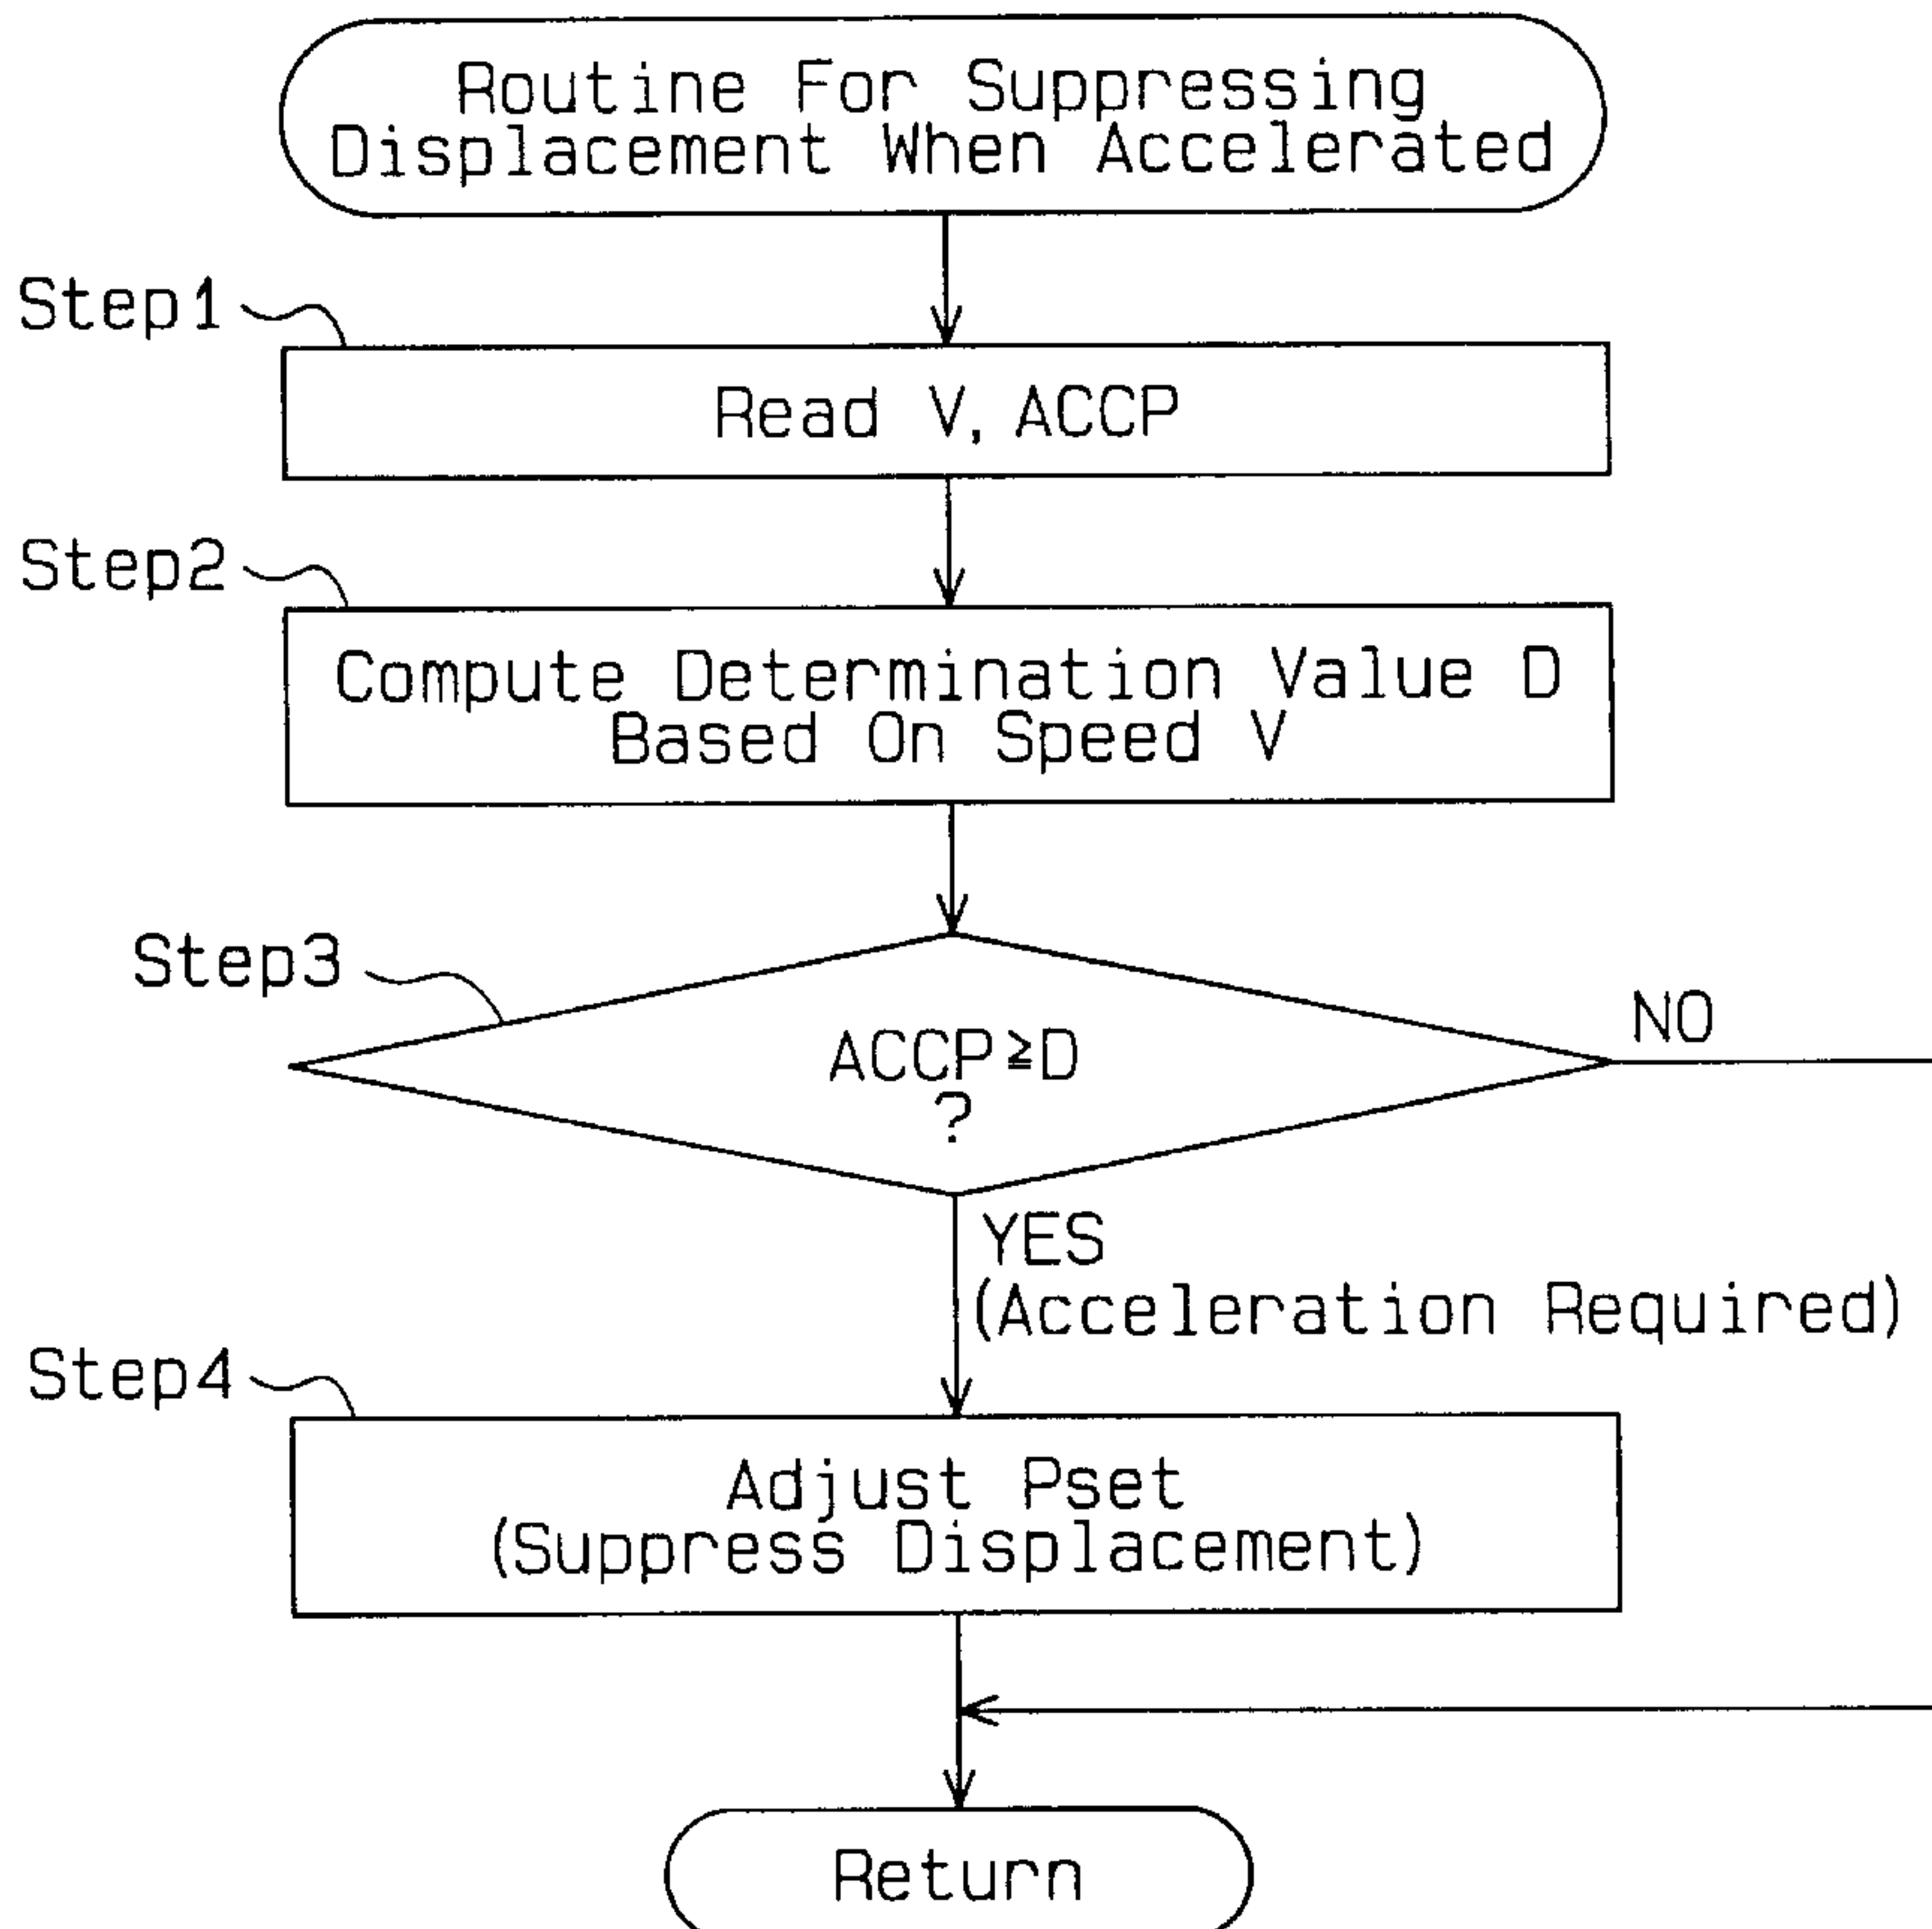 Routine For Suppressing
Displacement When Accelerated
Step1
Read V, ACCP
Step2
Compute Determination Value D
Based On Speed V
Step3
ACCP≧D
?
NO
YES
(Acceleration Required)
Step4
Adjust Pset
(Suppress Displacement)
Return